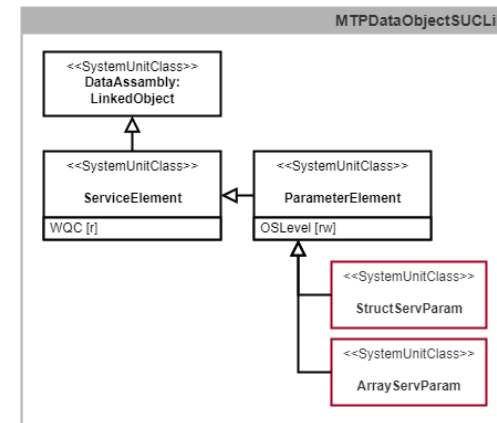 MTPDataObjectSUCLi
<<SystemUnitClass>>
DataAssambly:
LinkedObject
<<SystemUnitClass>>
ServiceElement
WQC [r]
<<SystemUnitClass>>
ParameterElement
OSLevel [rw]
<<SystemUnitClass>>
StructServParam
<<SystemUnitClass>>
ArrayServParam